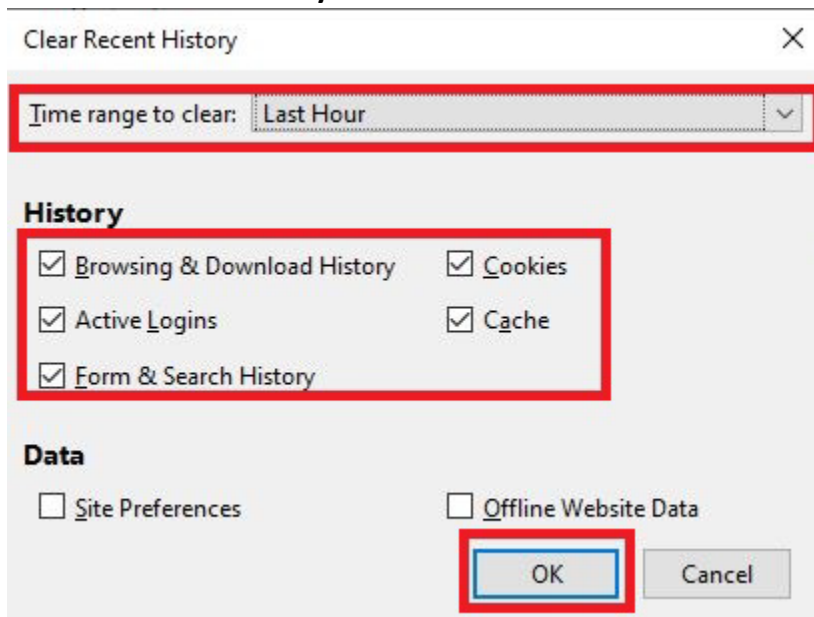 Clear Recent History
Time range to clear: Last Hour
History
Browsing & Download History Cookies
Active Logins Cache
Form & Search History
Data
Site Preferences Offline Website Data
OK Cancel